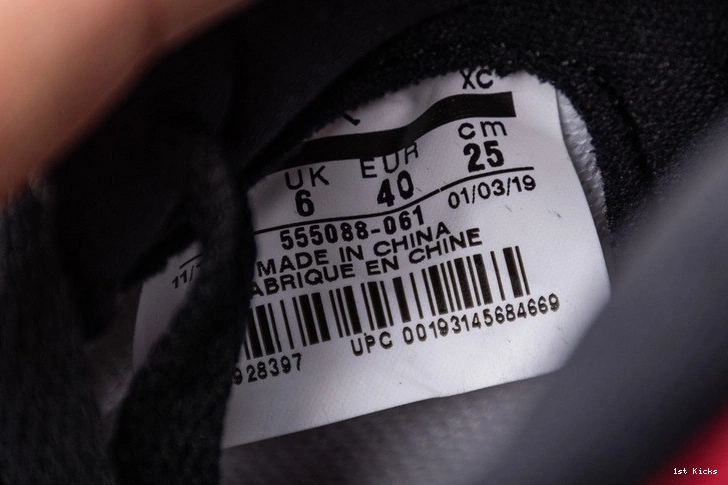 XC
UK EUR cm
6 40 25
555088-061 01/03/19
11/
MADE IN CHINA
ABRIQUE EN CHINE
UPC 00193145684669
928397
1st Kicks